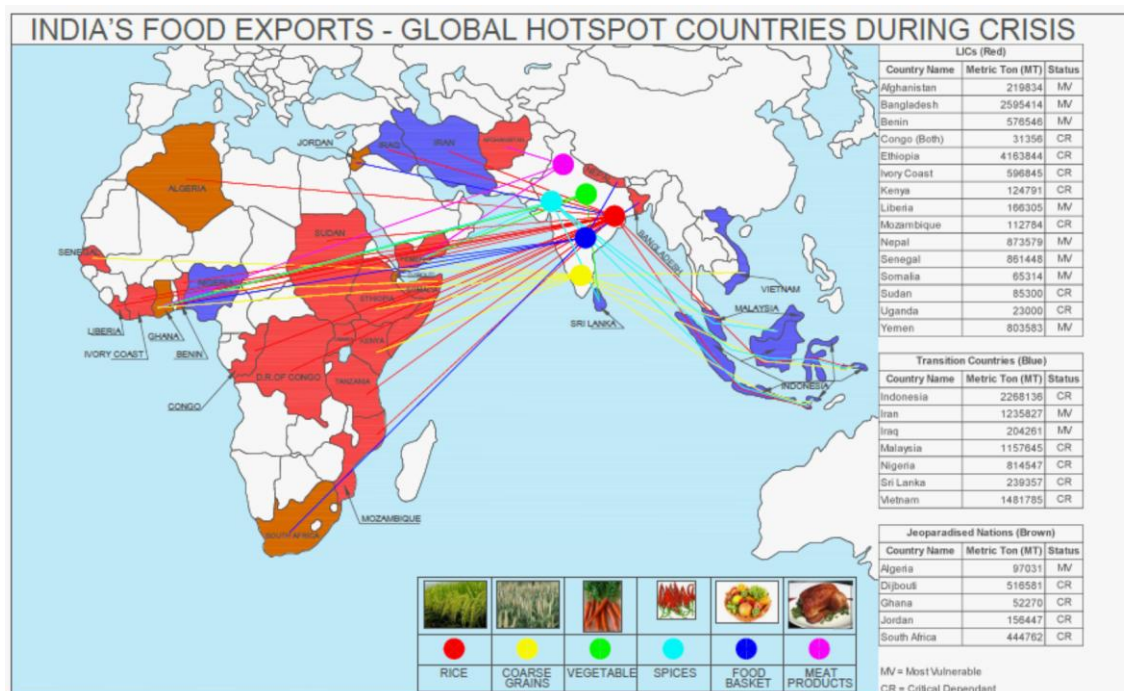 INDIA'S FOOD EXPORTS - GLOBAL HOTSPOT COUNTRIES DURING CRISIS
LICs (Red)
Country Name Metric Ton (MT) Status
Afghanistan 219834 MV
Bangladesh 2595414 MV
Benin 576546 MV
Congo (Both) 31356 CR
Ethiopia 4163844 CR
Ivory Coast 596845 CR
Kenya 124791 CR
Liberia 166305 MV
Mozambique 112784 CR
Nepal 873579 MV
Senegal 861448 MV
Somalia 65314 MV
Sudan 85300 CR
Uganda 23000 CR
Yemen 803583 MV
Transition Countries (Blue)
Country Name Metric Ton (MT) Status
Indonesia 2268136 CR
Iran 1235827 MV
Iraq 204261 MV
Malaysia 1157645 CR
Nigeria 814547 CR
Sri Lanka 239357 CR
Vietnam 1481785 CR
Jeoparadised Nations (Brown)
Country Name Metric Ton (MT) Status
Algeria 97031 MV
Djibouti 516581 CR
Ghana 52270 CR
Jordan 156447 CR
South Africa 444762 CR
MV = Most Vulnerable
CR = Critical Dependant
JORDAN
IRAQ
IRAN
ALGERIA
SUDAN
SENEGAL
NIGERIA
ETHIOPIA
BANGLADESH
VIETNAM
MALAYSIA
SRI LANKA
INDONESIA
LIBERIA
GHANA
IVORY COAST
BENIN
KENYA
D.R.OF CONGO
TANZANIA
CONGO
MOZAMBIQUE
SOUTH AFRICA
RICE
COARSE GRAINS
VEGETABLE
SPICES
FOOD BASKET
MEAT PRODUCTS